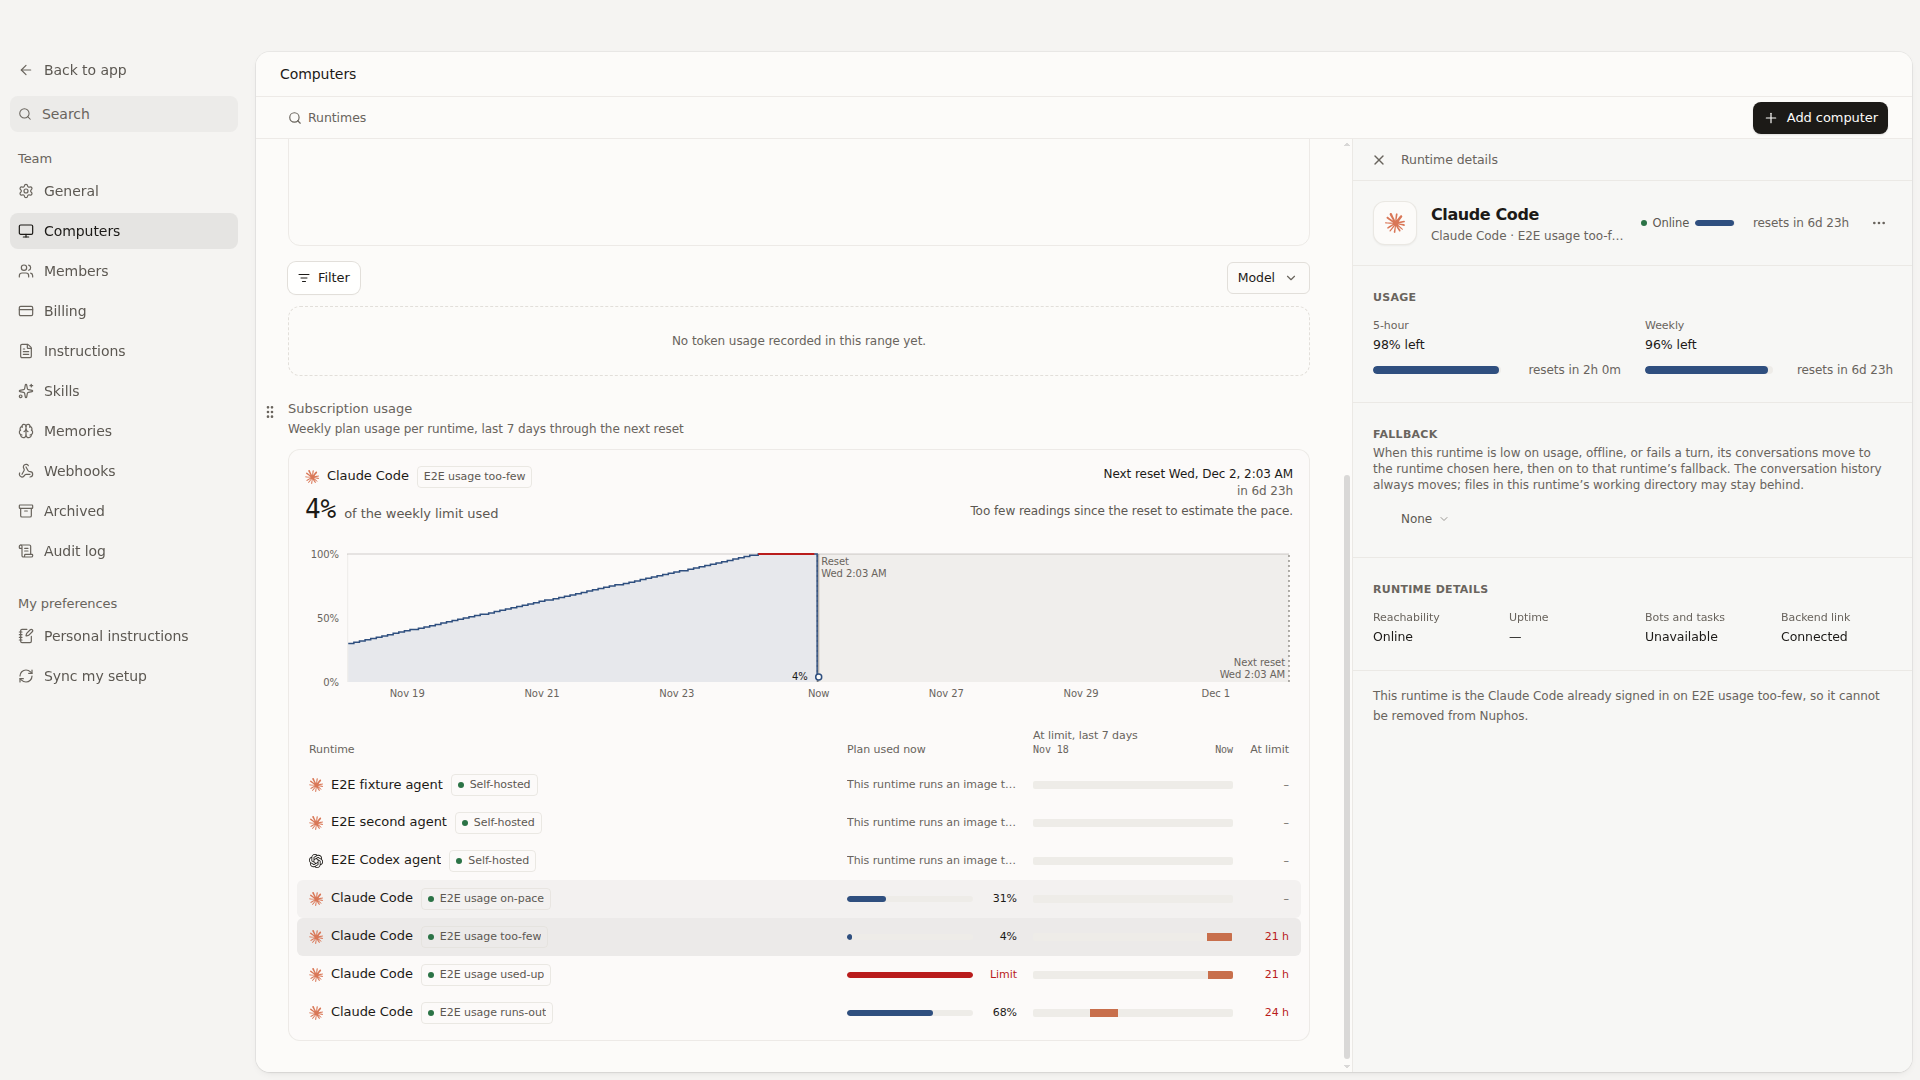 Back to app
Search
Team
General
Computers
Members
Billing
Instructions
Skills
Memories
Webhooks
Archived
Audit log
My preferences
Personal instructions
Sync my setup
Computers
Runtimes
Add computer
Filter
Model
No token usage recorded in this range yet.
Subscription usage
Weekly plan usage per runtime, last 7 days through the next reset
Claude Code E2E usage too-few
4% of the weekly limit used
Next reset Wed, Dec 2, 2:03 AM
in 6d 23h
Too few readings since the reset to estimate the pace.
100%
50%
0%
Reset
Wed 2:03 AM
4%
Next reset
Wed 2:03 AM
Nov 19 Nov 21 Nov 23 Now Nov 27 Nov 29 Dec 1
At limit, last 7 days
Runtime Plan used now Nov 18 Now At limit
E2E fixture agent Self-hosted This runtime runs an image t… –
E2E second agent Self-hosted This runtime runs an image t… –
E2E Codex agent Self-hosted This runtime runs an image t… –
Claude Code E2E usage on-pace 31% –
Claude Code E2E usage too-few 4% 21 h
Claude Code E2E usage used-up Limit 21 h
Claude Code E2E usage runs-out 68% 24 h
Runtime details
Claude Code
Claude Code · E2E usage too-f…
Online resets in 6d 23h
USAGE
5-hour Weekly
98% left 96% left
resets in 2h 0m resets in 6d 23h
FALLBACK
When this runtime is low on usage, offline, or fails a turn, its conversations move to
the runtime chosen here, then on to that runtime’s fallback. The conversation history
always moves; files in this runtime’s working directory may stay behind.
None
RUNTIME DETAILS
Reachability Uptime Bots and tasks Backend link
Online — Unavailable Connected
This runtime is the Claude Code already signed in on E2E usage too-few, so it cannot
be removed from Nuphos.